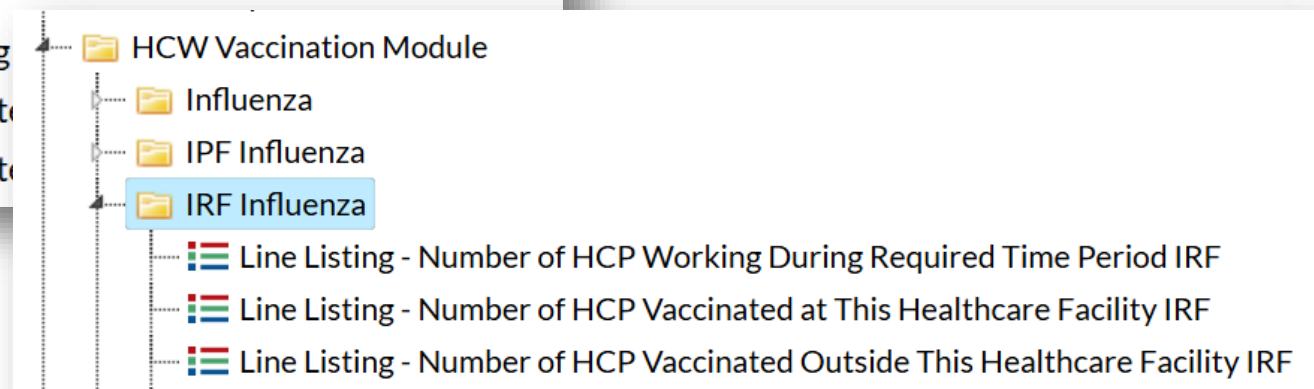 HCW Vaccination Module
Influenza
IPF Influenza
IRF Influenza
Line Listing - Number of HCP Working During Required Time Period IRF
Line Listing - Number of HCP Vaccinated at This Healthcare Facility IRF
Line Listing - Number of HCP Vaccinated Outside This Healthcare Facility IRF